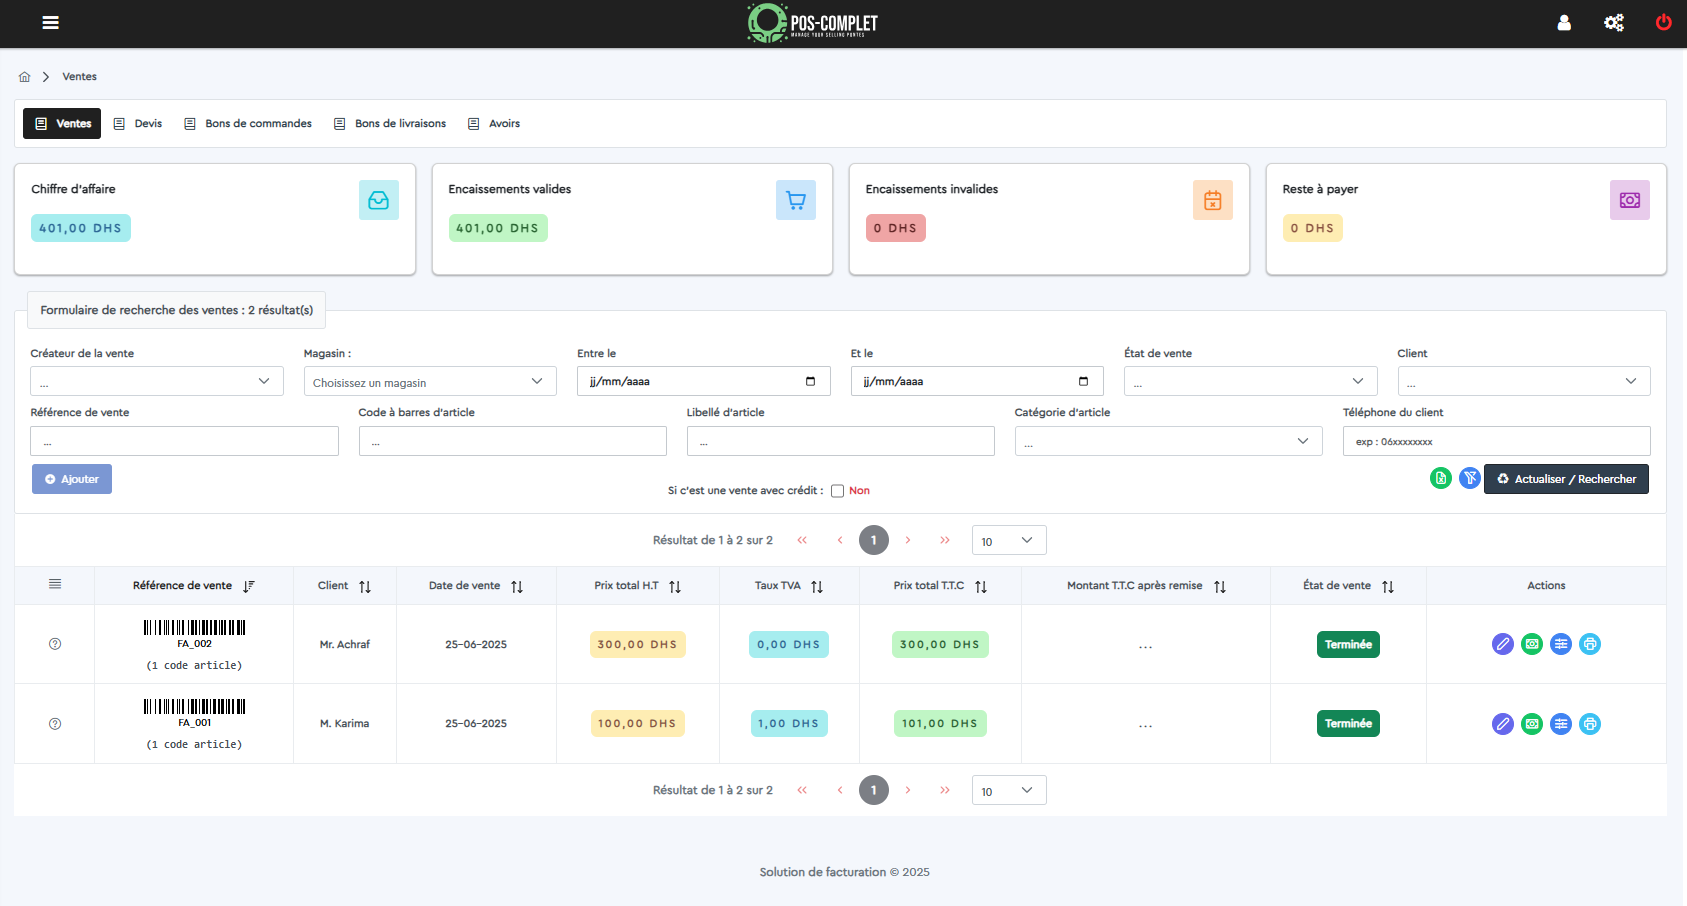 POS-COMPLET
MANAGE YOUR SELLING POINTS
Ventes
Ventes
Devis
Bons de commandes
Bons de livraisons
Avoirs
Chiffre d'affaire
401,00 DHS
Encaissements valides
401,00 DHS
Encaissements invalides
0 DHS
Reste à payer
0 DHS
Formulaire de recherche des ventes : 2 résultat(s)
Créateur de la vente
...
Magasin :
Choisissez un magasin
Entre le
jj/mm/aaaa
Et le
jj/mm/aaaa
État de vente
...
Client
...
Référence de vente
...
Code à barres d'article
...
Libellé d'article
...
Catégorie d'article
...
Téléphone du client
exp : 06xxxxxxxx
Ajouter
Si c'est une vente avec crédit : Non
Actualiser / Rechercher
Résultat de 1 à 2 sur 2 << < 1 > >> 10
Référence de vente Client Date de vente Prix total H.T Taux TVA Prix total T.T.C Montant T.T.C après remise État de vente Actions
FA_002
(1 code article)
Mr. Achraf 25-06-2025 300,00 DHS 0,00 DHS 300,00 DHS ... Terminée
FA_001
(1 code article)
M. Karima 25-06-2025 100,00 DHS 1,00 DHS 101,00 DHS ... Terminée
Résultat de 1 à 2 sur 2 << < 1 > >> 10
Solution de facturation © 2025